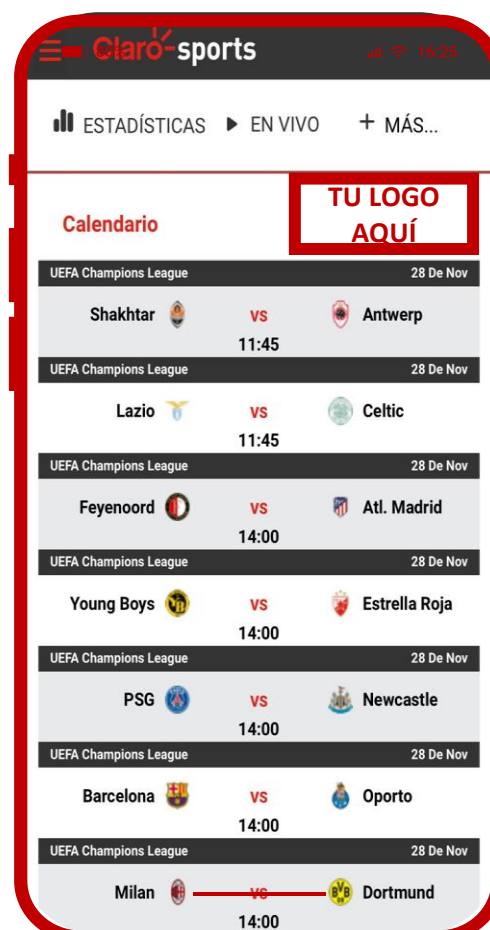 Claro-sports
16:25
ESTADÍSTICAS EN VIVO + MÁS...
TU LOGO
AQUÍ
Calendario
UEFA Champions League 28 De Nov
Shakhtar vs Antwerp
11:45
UEFA Champions League 28 De Nov
Lazio vs Celtic
11:45
UEFA Champions League 28 De Nov
Feyenoord vs Atl. Madrid
14:00
UEFA Champions League 28 De Nov
Young Boys vs Estrella Roja
14:00
UEFA Champions League 28 De Nov
PSG vs Newcastle
14:00
UEFA Champions League 28 De Nov
Barcelona vs Oporto
14:00
UEFA Champions League 28 De Nov
Milan vs Dortmund
14:00